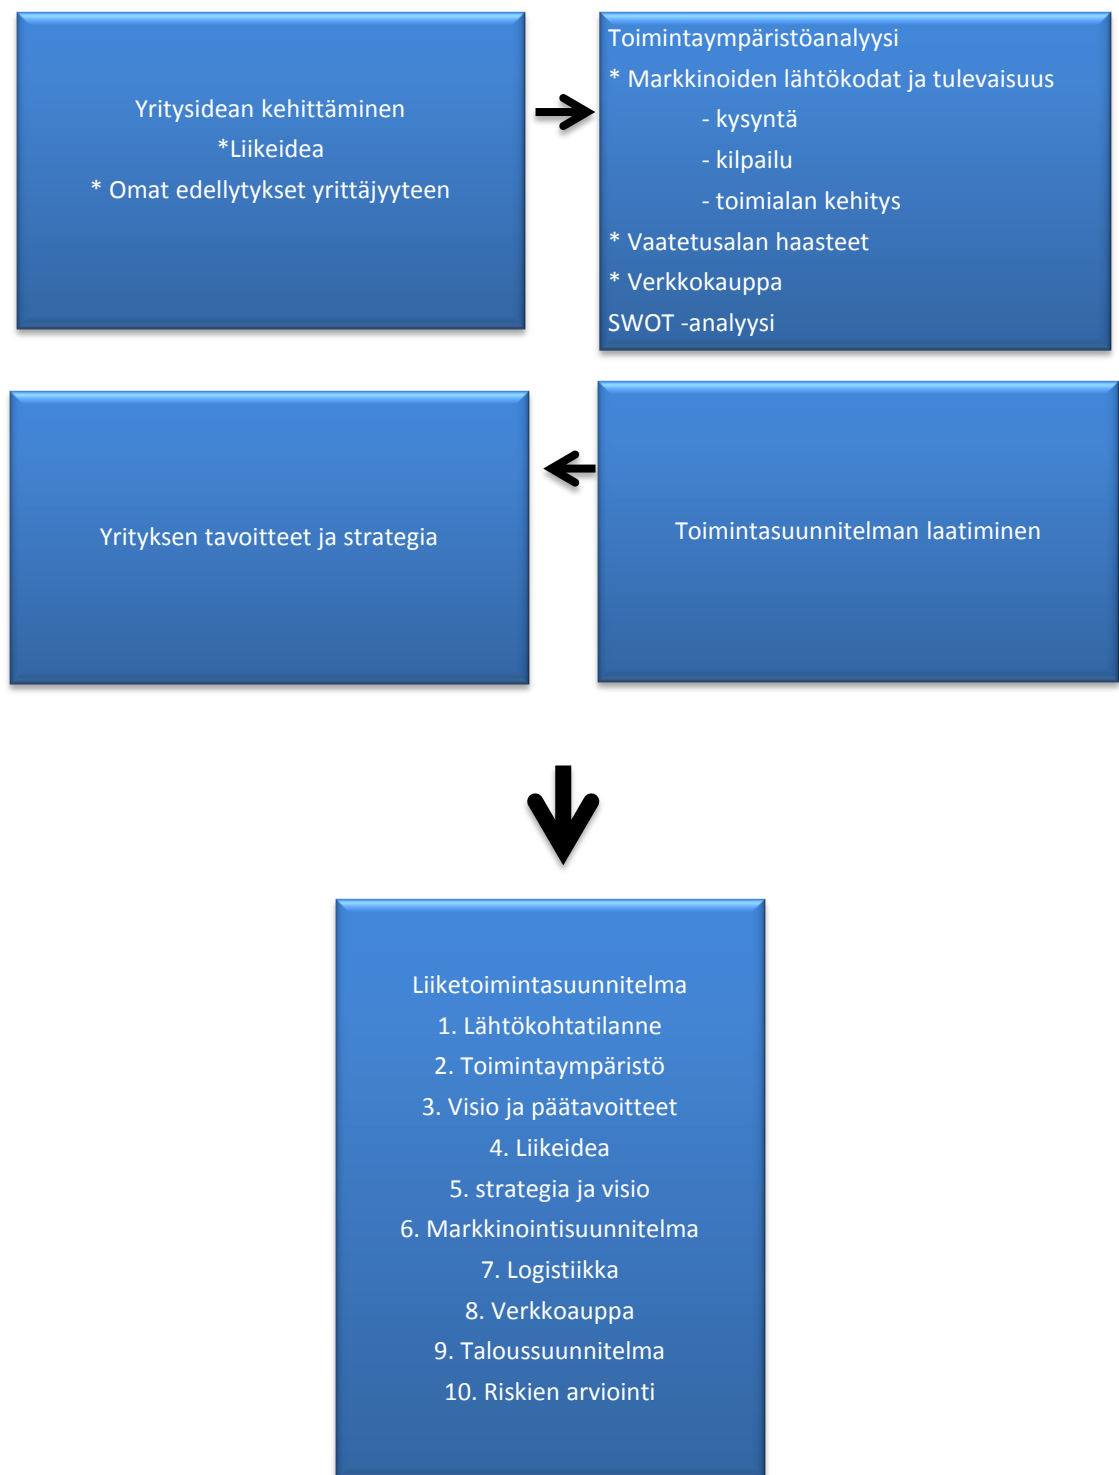 Yritysidean kehittäminen
*Liikeidea
* Omat edellytykset yrittäjyyteen
Toimintaympäristöanalyysi
* Markkinoiden lähtökodat ja tulevaisuus
- kysyntä
- kilpailu
- toimialan kehitys
* Vaatetusalan haasteet
* Verkkokauppa
SWOT -analyysi
Yrityksen tavoitteet ja strategia
Toimintasuunnitelman laatiminen
Liiketoimintasuunnitelma
1. Lähtökohtatilanne
2. Toimintaympäristö
3. Visio ja päätavoitteet
4. Liikeidea
5. strategia ja visio
6. Markkinointisuunnitelma
7. Logistiikka
8. Verkkoauppa
9. Taloussuunnitelma
10. Riskien arviointi